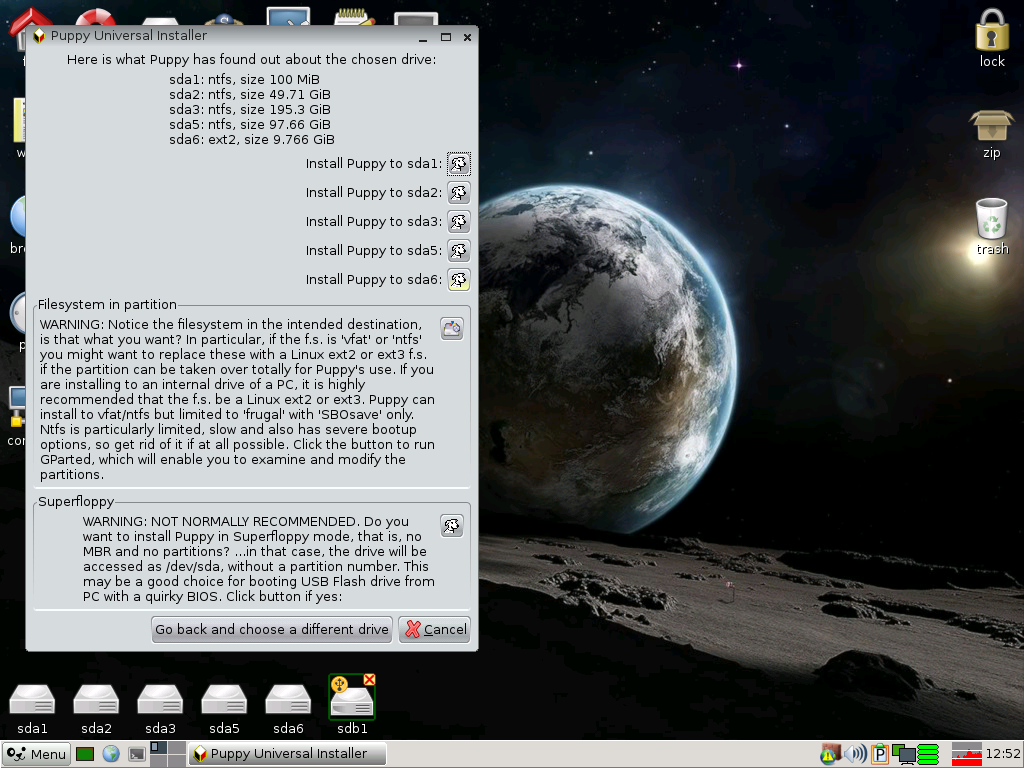 Puppy Universal Installer
Here is what Puppy has found out about the chosen drive:
sda1: ntfs, size 100 MiB
sda2: ntfs, size 49.71 GiB
sda3: ntfs, size 195.3 GiB
sda5: ntfs, size 97.66 GiB
sda6: ext2, size 9.766 GiB
Install Puppy to sda1:
Install Puppy to sda2:
Install Puppy to sda3:
Install Puppy to sda5:
Install Puppy to sda6:
Filesystem in partition
WARNING: Notice the filesystem in the intended destination,
is that what you want? In particular, if the f.s. is 'vfat' or 'ntfs'
you might want to replace these with a Linux ext2 or ext3 f.s.
if the partition can be taken over totally for Puppy's use. If you
are installing to an internal drive of a PC, it is highly
recommended that the f.s. be a Linux ext2 or ext3. Puppy can
install to vfat/ntfs but limited to 'frugal' with 'SBOsave' only.
Ntfs is particularly limited, slow and also has severe bootup
options, so get rid of it if at all possible. Click the button to run
GParted, which will enable you to examine and modify the
partitions.
Superfloppy
WARNING: NOT NORMALLY RECOMMENDED. Do you
want to install Puppy in Superfloppy mode, that is, no
MBR and no partitions? ...in that case, the drive will be
accessed as /dev/sda, without a partition number. This
may be a good choice for booting USB Flash drive from
PC with a quirky BIOS. Click button if yes:
Go back and choose a different drive
Cancel
lock
zip
trash
sda1
sda2
sda3
sda5
sda6
sdb1
Menu
Puppy Universal Installer
P
12:52